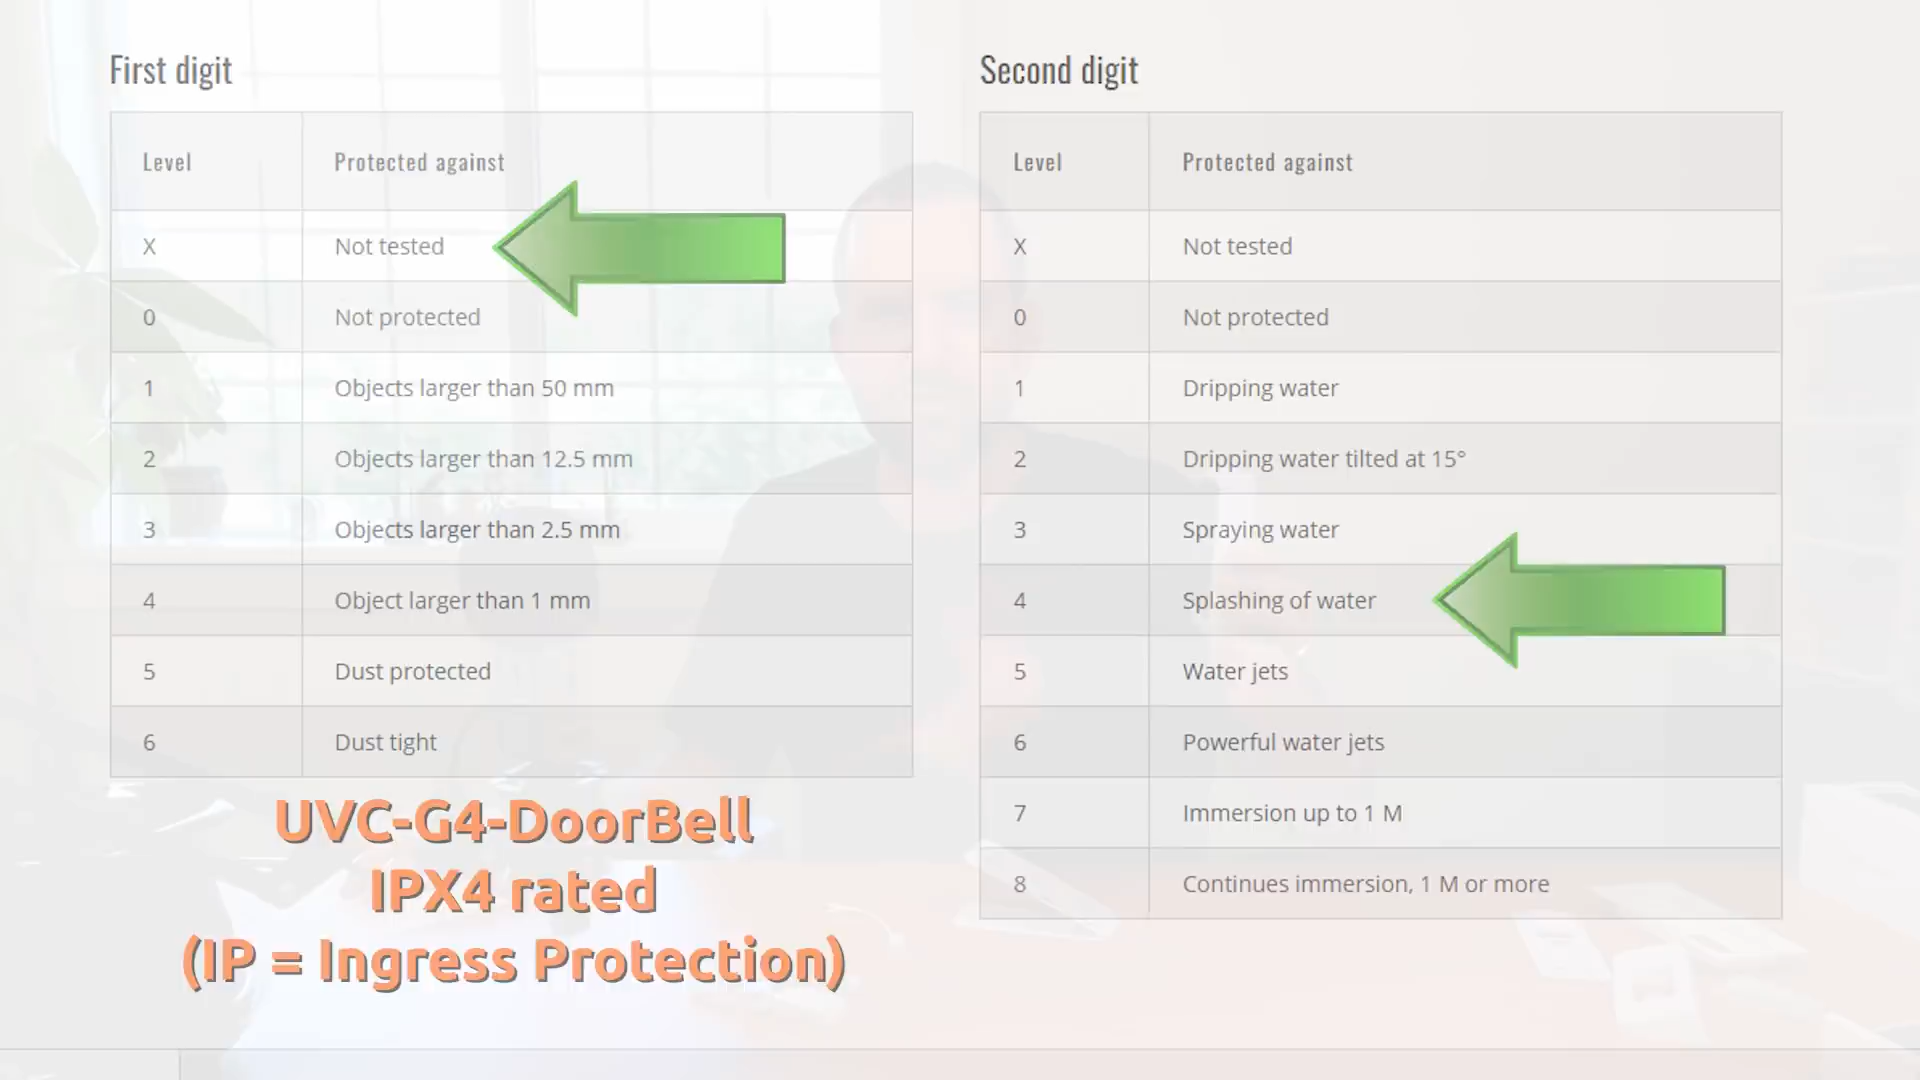 First digit
Level Protected against
X Not tested
0 Not protected
1 Objects larger than 50 mm
2 Objects larger than 12.5 mm
3 Objects larger than 2.5 mm
4 Object larger than 1 mm
5 Dust protected
6 Dust tight
Second digit
Level Protected against
X Not tested
0 Not protected
1 Dripping water
2 Dripping water tilted at 15°
3 Spraying water
4 Splashing of water
5 Water jets
6 Powerful water jets
7 Immersion up to 1 M
8 Continues immersion, 1 M or more
UVC-G4-DoorBell
IPX4 rated
(IP = Ingress Protection)